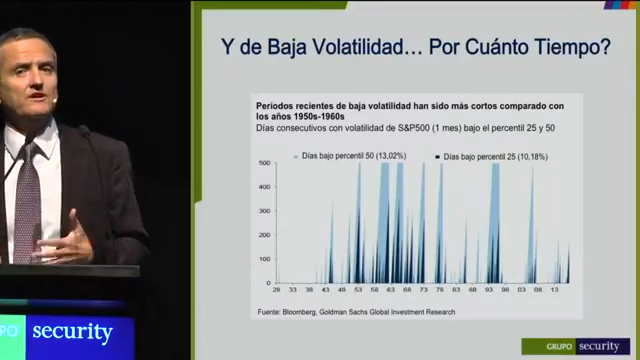 Y de Baja Volatilidad… Por Cuánto Tiempo?
Períodos recientes de baja volatilidad han sido más cortos comparado con
los años 1950s-1960s
Días consecutivos con volatilidad de S&P500 (1 mes) bajo el percentil 25 y 50
Días bajo percentil 50 (13,02%) Días bajo percentil 25 (10,18%)
500
400
300
200
100
0
28 33 38 43 48 53 58 63 68 73 78 83 88 93 98 03 08 13
Fuente: Bloomberg, Goldman Sachs Global Investment Research
GRUPO security
PO security